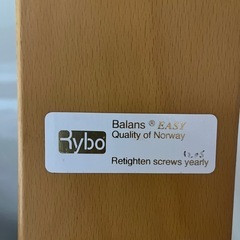 Rybo
Balans ® EASY
Quality of Norway
Retighten screws yearly